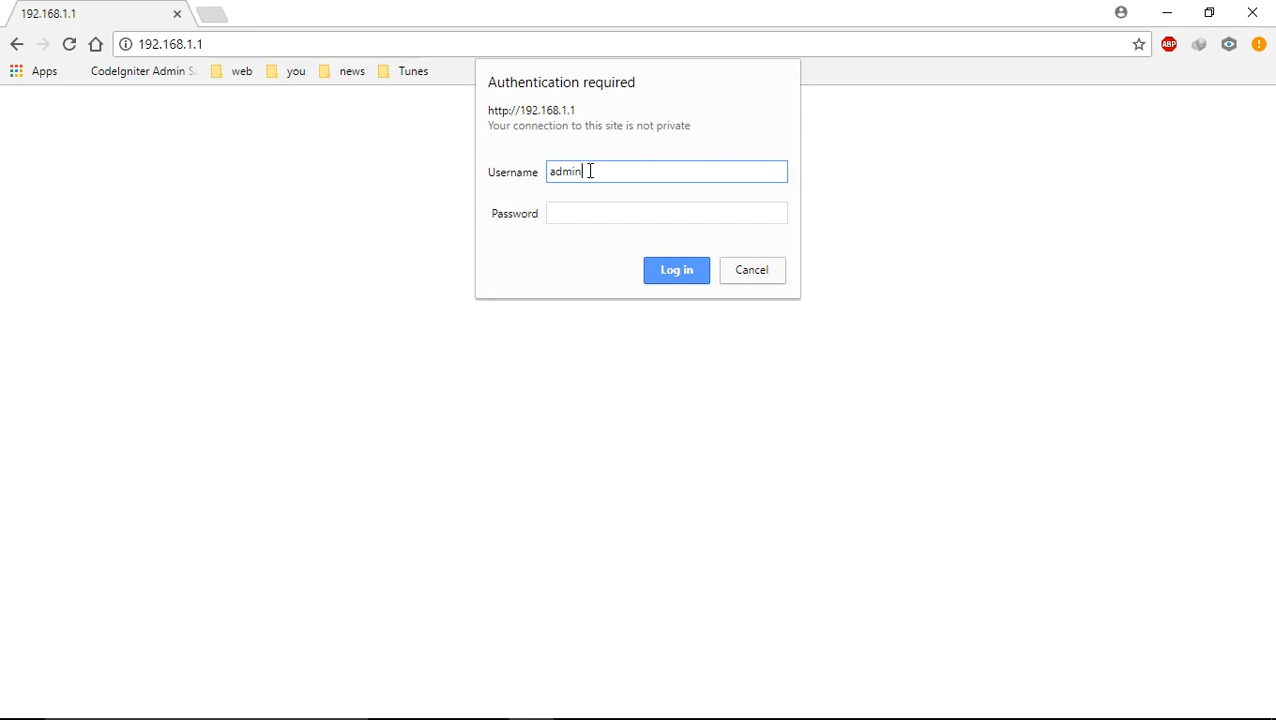 192.168.1.1
192.168.1.1
ABP
Apps CodeIgniter Admin web you news Tunes
Authentication required
http://192.168.1.1
Your connection to this site is not private
Username admin
Password
Log in Cancel